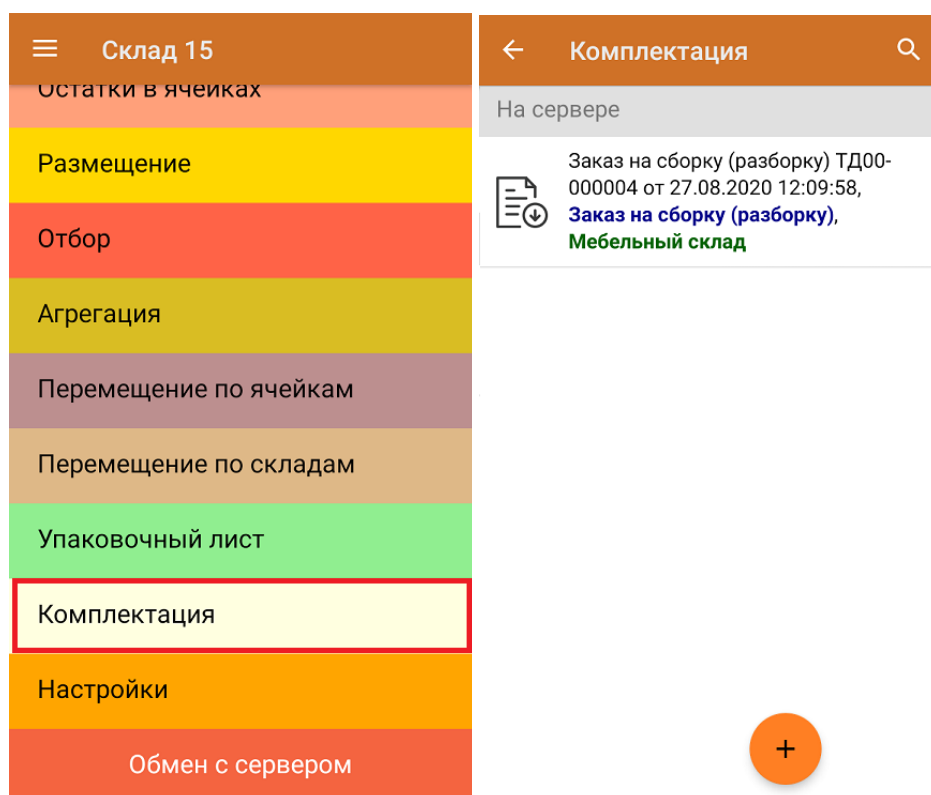 Склад 15
Остатки в ячейках
Размещение
Отбор
Агрегация
Перемещение по ячейкам
Перемещение по складам
Упаковочный лист
Комплектация
Настройки
Обмен с сервером
Комплектация
На сервере
Заказ на сборку (разборку) ТД00-
000004 от 27.08.2020 12:09:58,
Заказ на сборку (разборку),
Мебельный склад
+